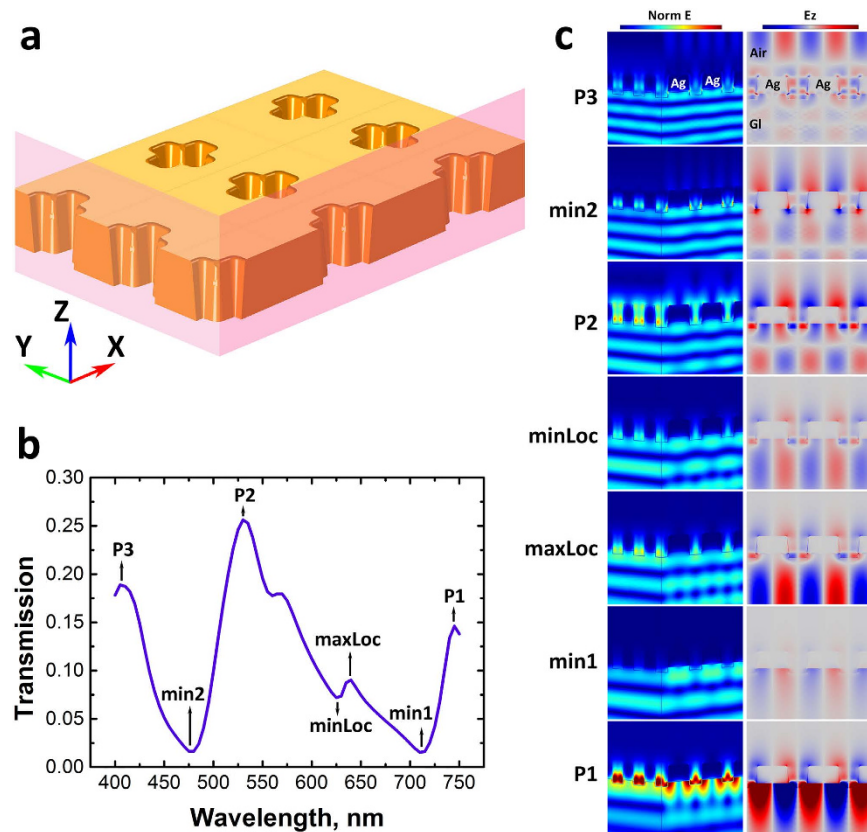 a
Z
Y
X
b
0.30
0.25
0.20
0.15
0.10
0.05
0.00
Transmission
P3
min2
P2
maxLoc
minLoc
min1
P1
400 450 500 550 600 650 700 750
Wavelength, nm
c
Norm E
Ez
P3
Ag Ag
Air
Ag Ag
Gl
min2
P2
minLoc
maxLoc
min1
P1